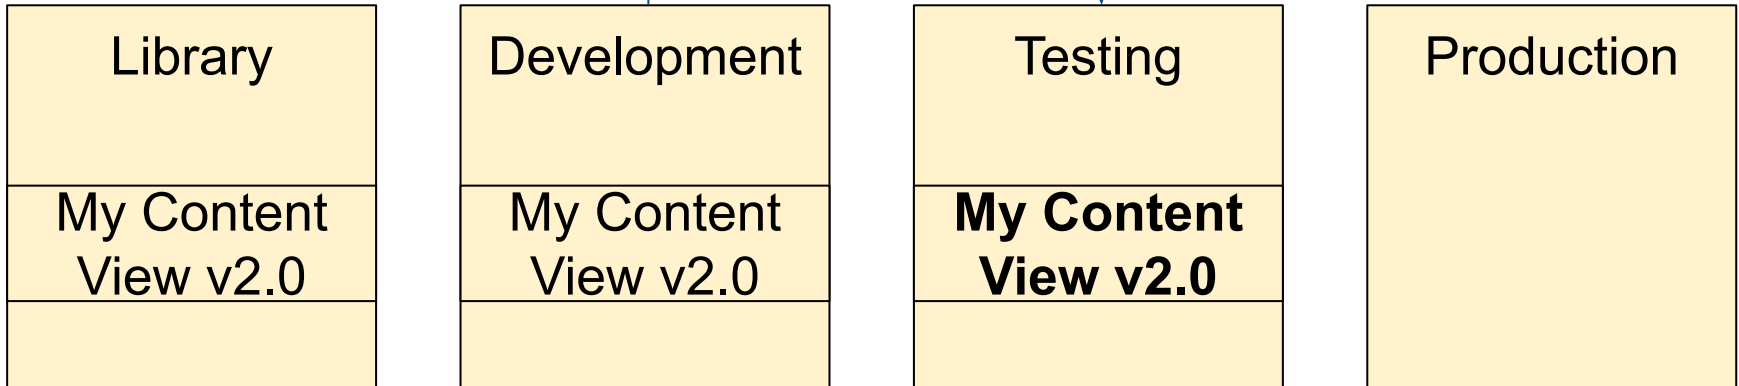 Library
Development
Testing
Production
My Content
View v2.0
My Content
View v2.0
My Content
View v2.0